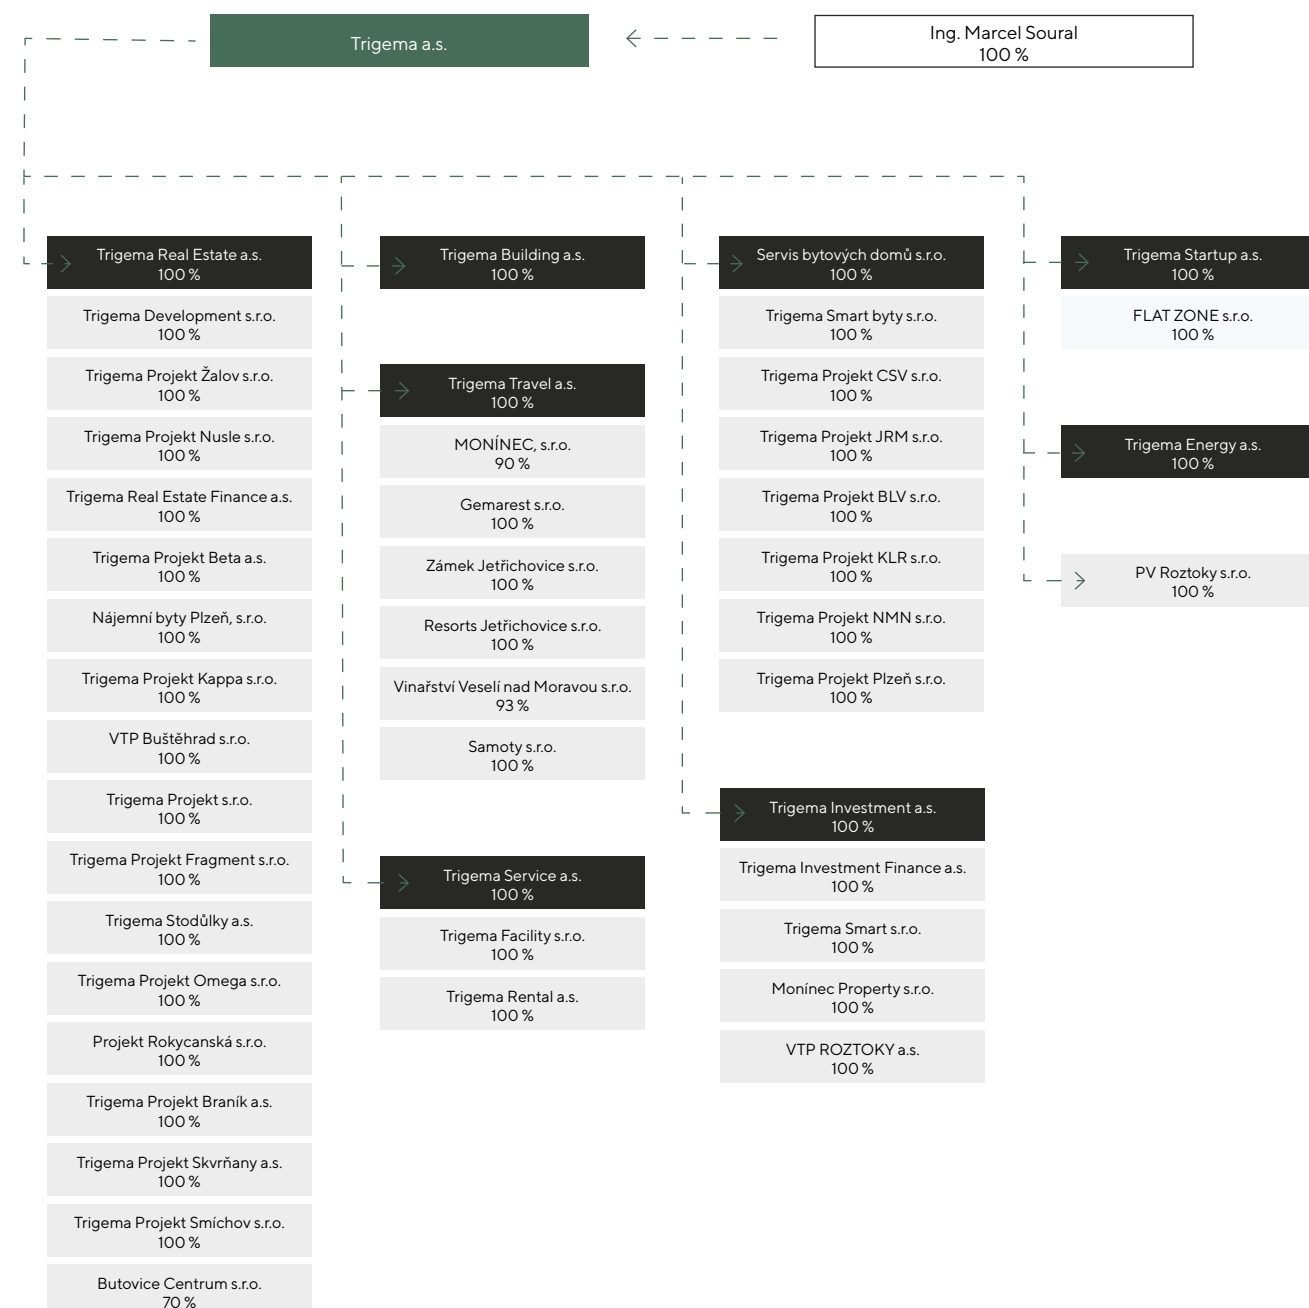 Trigema a.s.
Ing. Marcel Soural
100 %
Trigema Real Estate a.s.
100 %
Trigema Development s.r.o.
100 %
Trigema Projekt Žalov s.r.o.
100 %
Trigema Projekt Nusle s.r.o.
100 %
Trigema Real Estate Finance a.s.
100 %
Trigema Projekt Beta a.s.
100 %
Nájemní byty Plzeň, s.r.o.
100 %
Trigema Projekt Kappa s.r.o.
100 %
VTP Buštěhrad s.r.o.
100 %
Trigema Projekt s.r.o.
100 %
Trigema Projekt Fragment s.r.o.
100 %
Trigema Stodůlky a.s.
100 %
Trigema Projekt Omega s.r.o.
100 %
Projekt Rokycanská s.r.o.
100 %
Trigema Projekt Braník a.s.
100 %
Trigema Projekt Skvrňany a.s.
100 %
Trigema Projekt Smíchov s.r.o.
100 %
Butovice Centrum s.r.o.
70 %
Trigema Building a.s.
100 %
Trigema Travel a.s.
100 %
MONÍNEC, s.r.o.
90 %
Gemarest s.r.o.
100 %
Zámek Jetřichovice s.r.o.
100 %
Resorts Jetřichovice s.r.o.
100 %
Vinařství Veselí nad Moravou s.r.o.
93 %
Samoty s.r.o.
100 %
Trigema Service a.s.
100 %
Trigema Facility s.r.o.
100 %
Trigema Rental a.s.
100 %
Servis bytových domů s.r.o.
100 %
Trigema Smart byty s.r.o.
100 %
Trigema Projekt CSV s.r.o.
100 %
Trigema Projekt JRM s.r.o.
100 %
Trigema Projekt BLV s.r.o.
100 %
Trigema Projekt KLR s.r.o.
100 %
Trigema Projekt NMN s.r.o.
100 %
Trigema Projekt Plzeň s.r.o.
100 %
Trigema Investment a.s.
100 %
Trigema Investment Finance a.s.
100 %
Trigema Smart s.r.o.
100 %
Monínec Property s.r.o.
100 %
VTP ROZTOKY a.s.
100 %
Trigema Startup a.s.
100 %
FLAT ZONE s.r.o.
100 %
Trigema Energy a.s.
100 %
PV Roztoky s.r.o.
100 %